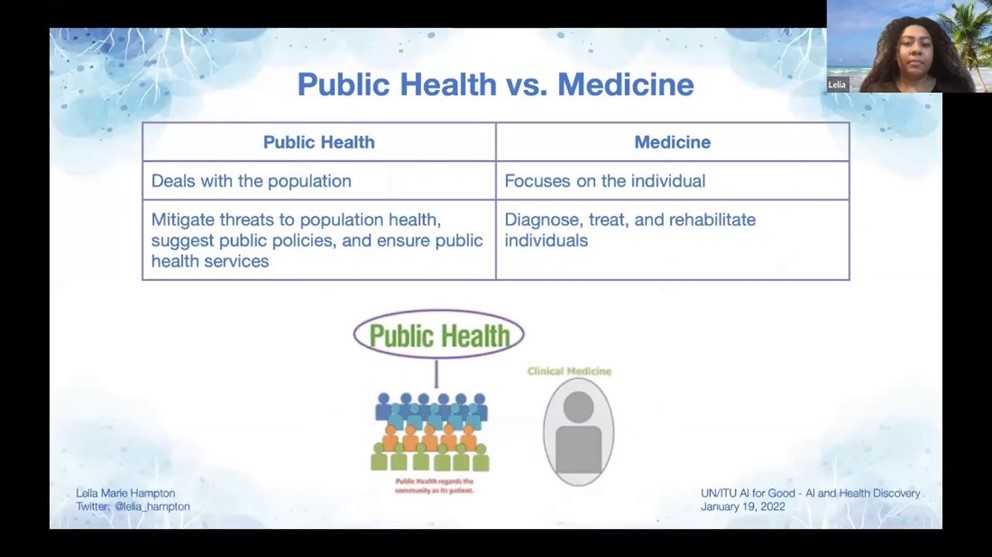 Lelia
Public Health vs. Medicine
Public Health
Medicine
Deals with the population
Focuses on the individual
Mitigate threats to population health,
suggest public policies, and ensure public
health services
Diagnose, treat, and rehabilitate
individuals
Public Health
Clinical Medicine
Public Health regards the
community as its patient.
Leila Marie Hampton
Twitter: @lelia_hampton
UN/ITU AI for Good - AI and Health Discovery
January 19, 2022